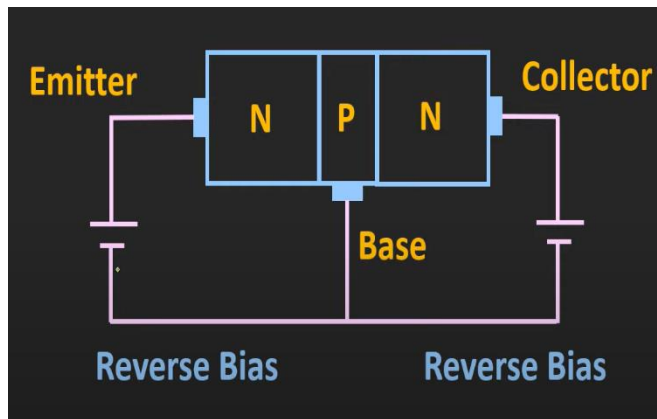 Emitter
Collector
N
P
N
Base
Reverse Bias
Reverse Bias